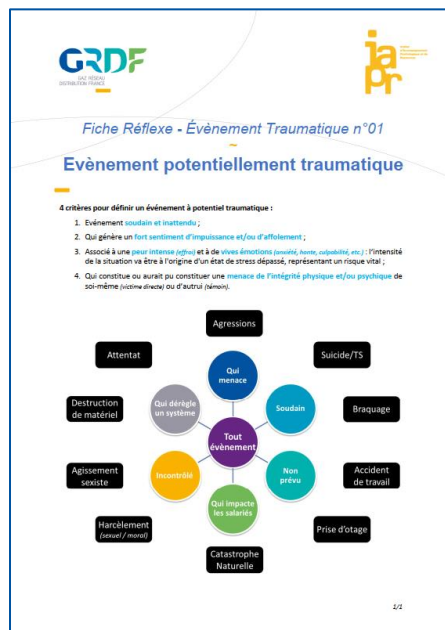 GRDF
GAZ RÉSEAU
DISTRIBUTION FRANCE
iapr
Fiche Réflexe - Évènement Traumatique n°01
~
Evènement potentiellement traumatique
4 critères pour définir un événement à potentiel traumatique :
1. Evénement soudain et inattendu ;
2. Qui génère un fort sentiment d'impuissance et/ou d'affolement ;
3. Associé à une peur intense (effroi) et à de vives émotions (anxiété, honte, culpabilité, etc.) : l'intensité
de la situation va être à l'origine d'un état de stress dépassé, représentant un risque vital ;
4. Qui constitue ou aurait pu constituer une menace de l'intégrité physique et/ou psychique de
soi-même (victime directe) ou d'autrui (témoin).
Agressions
Attentat
Qui
menace
Suicide/TS
Destruction
de matériel
Qui dérègle
un système
Soudain
Braquage
Tout
évènement
Agissement
sexiste
Incontrôlé
Non
prévu
Accident
de travail
Qui impacte
les salariés
Harcèlement
(sexuel / moral)
Prise d'otage
Catastrophe
Naturelle
1/1